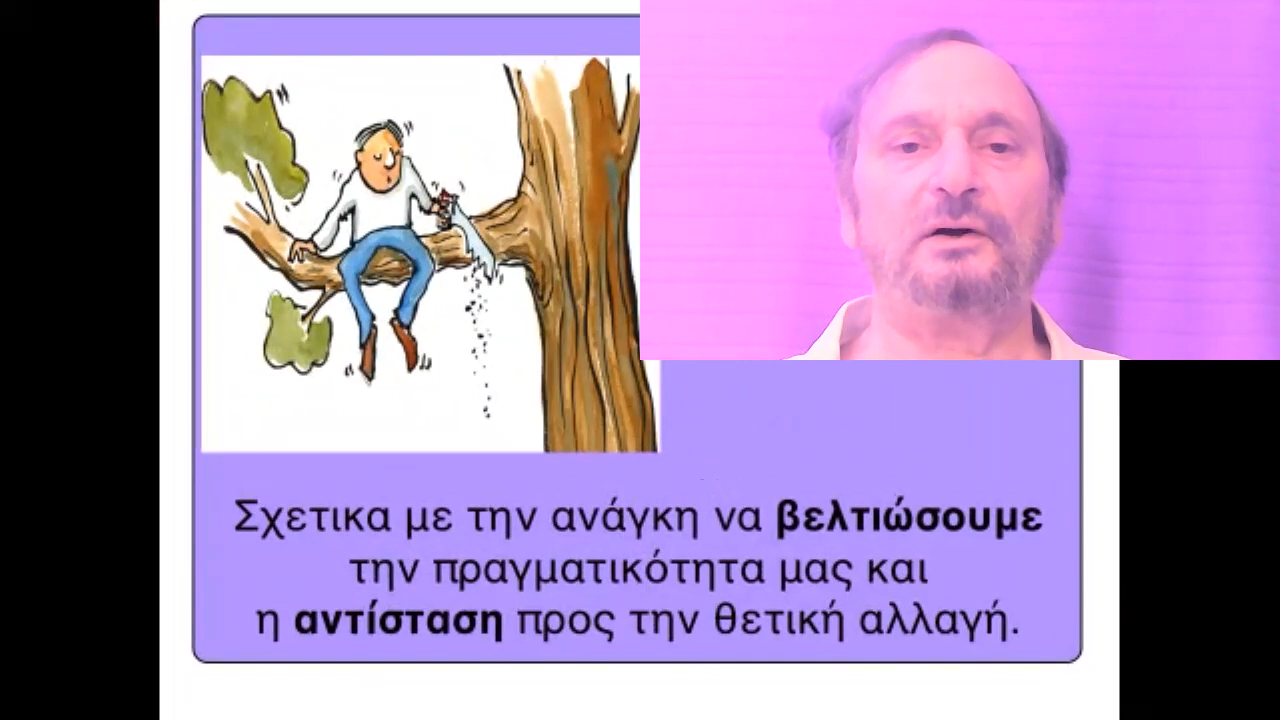 Σχετικα με την ανάγκη να βελτιώσουμε
την πραγματικότητα μας και
η αντίσταση προς την θετική αλλαγή.